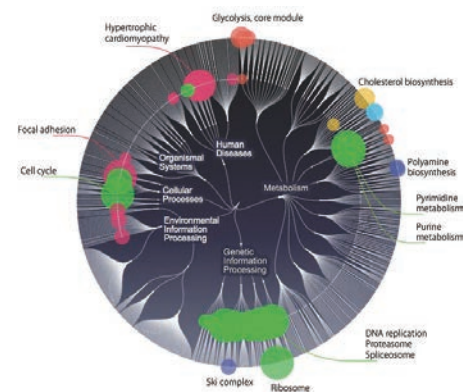 Glycolysis, core module
Hypertrophic
cardiomyopathy
Cholesterol biosynthesis
Focal adhesion
Cell cycle
Human
Diseases
Organismal
Systems
Metabolism
Cellular
Processes
Environmental
Information
Processing
Polyamine
biosynthesis
Pyrimidine
metabolism
Purine
metabolism
Genetic
Information
Processing
DNA replication
Proteasome
Spliceosome
Ski complex
Ribosome